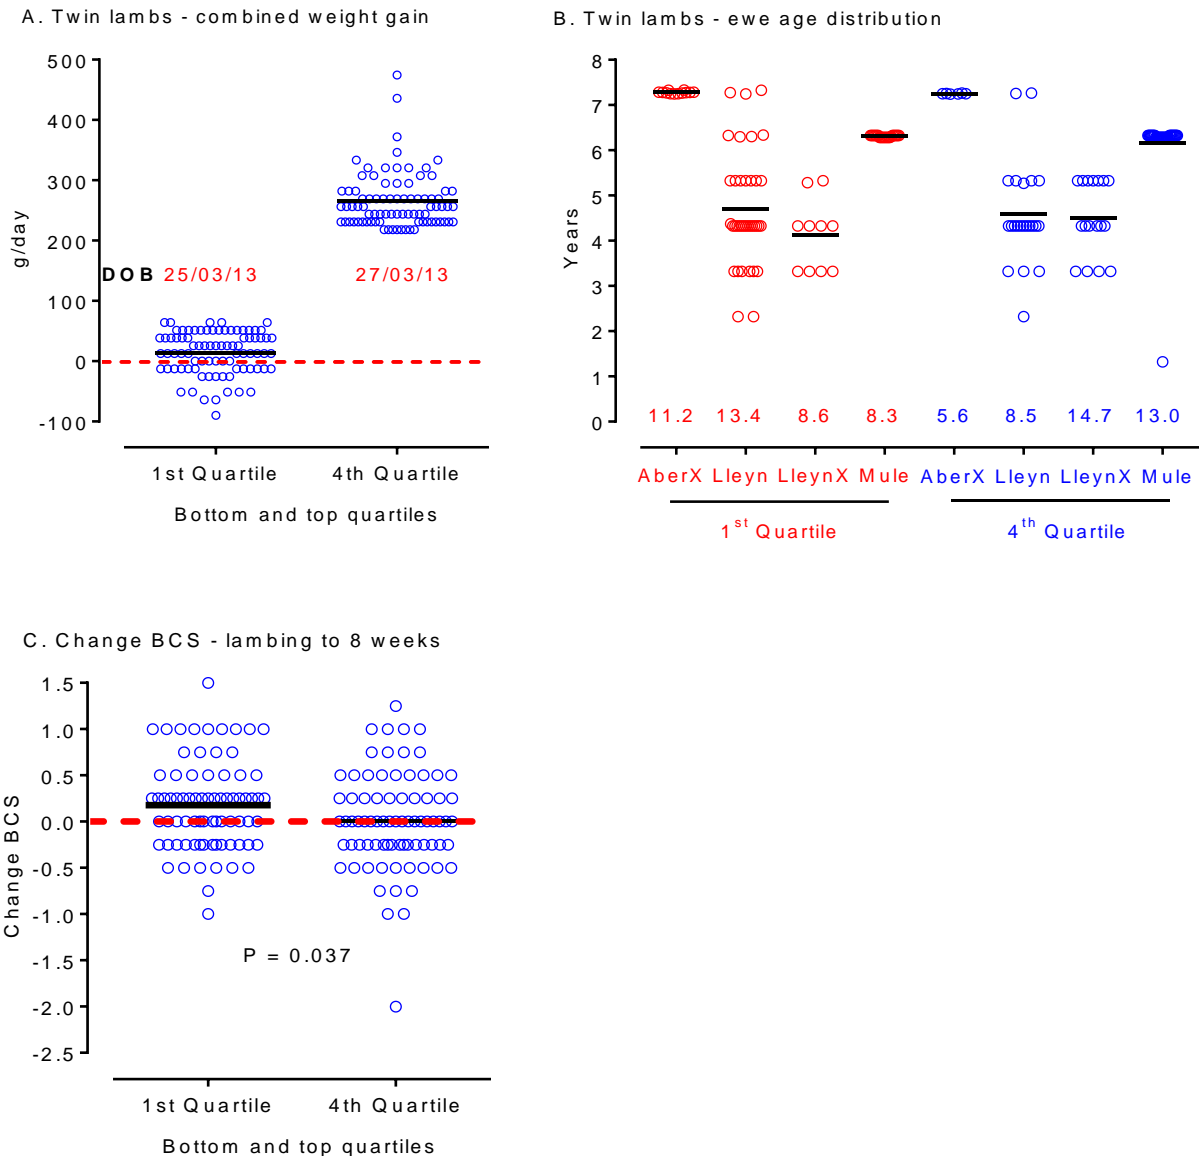 A. Twin lambs - combined weight gain
500
400
300
200
100
0
-100
g/day
DOB 25/03/13 27/03/13
1st Quartile 4th Quartile
Bottom and top quartiles
B. Twin lambs - ewe age distribution
8
7
6
5
4
3
2
1
0
Years
11.2 13.4 8.6 8.3 5.6 8.5 14.7 13.0
AberX Lleyn LleynX Mule AberX Lleyn LleynX Mule
1st Quartile 4th Quartile
C. Change BCS - lambing to 8 weeks
1.5
1.0
0.5
0.0
-0.5
-1.0
-1.5
-2.0
-2.5
Change BCS
P = 0.037
1st Quartile 4th Quartile
Bottom and top quartiles